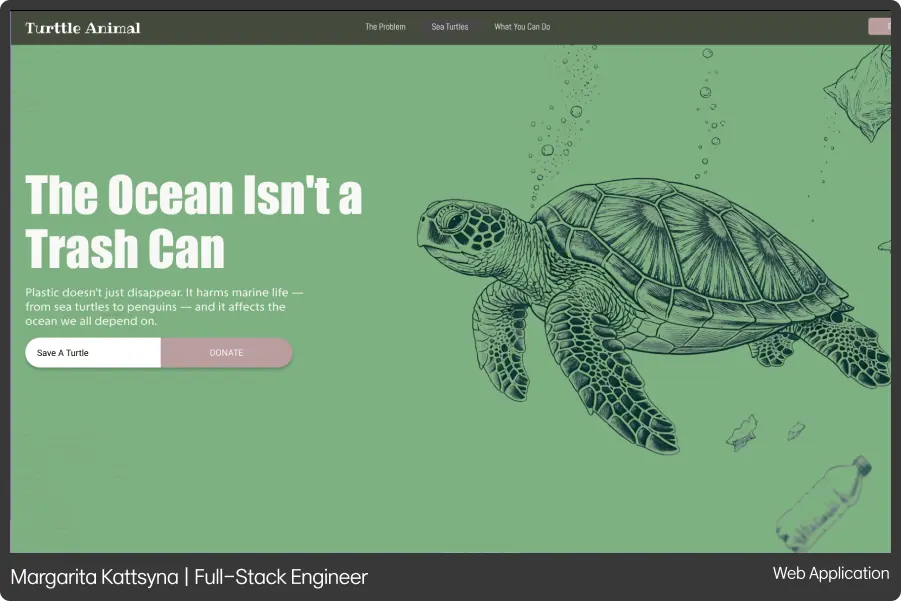 Turttle Animal
The Problem
Sea Turtles
What You Can Do
The Ocean Isn't a
Trash Can
Plastic doesn't just disappear. It harms marine life —
from sea turtles to penguins — and it affects the
ocean we all depend on.
Save A Turtle
DONATE
Margarita Kattsyna | Full-Stack Engineer
Web Application